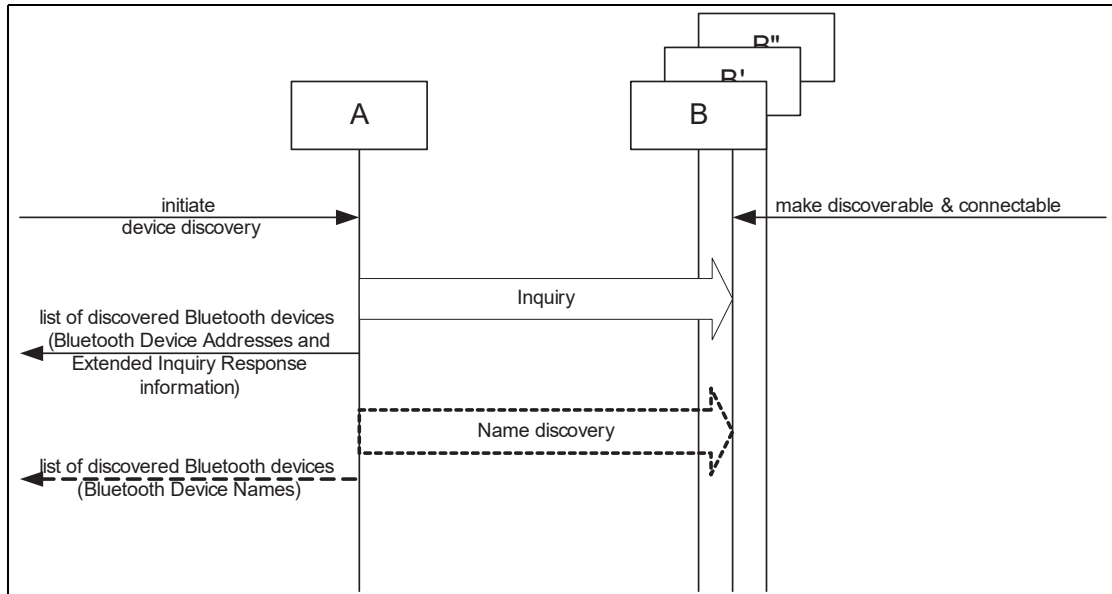 B"
B'
A
B
initiate
device discovery
make discoverable & connectable
Inquiry
list of discovered Bluetooth devices
(Bluetooth Device Addresses and
Extended Inquiry Response
information)
Name discovery
list of discovered Bluetooth devices
(Bluetooth Device Names)